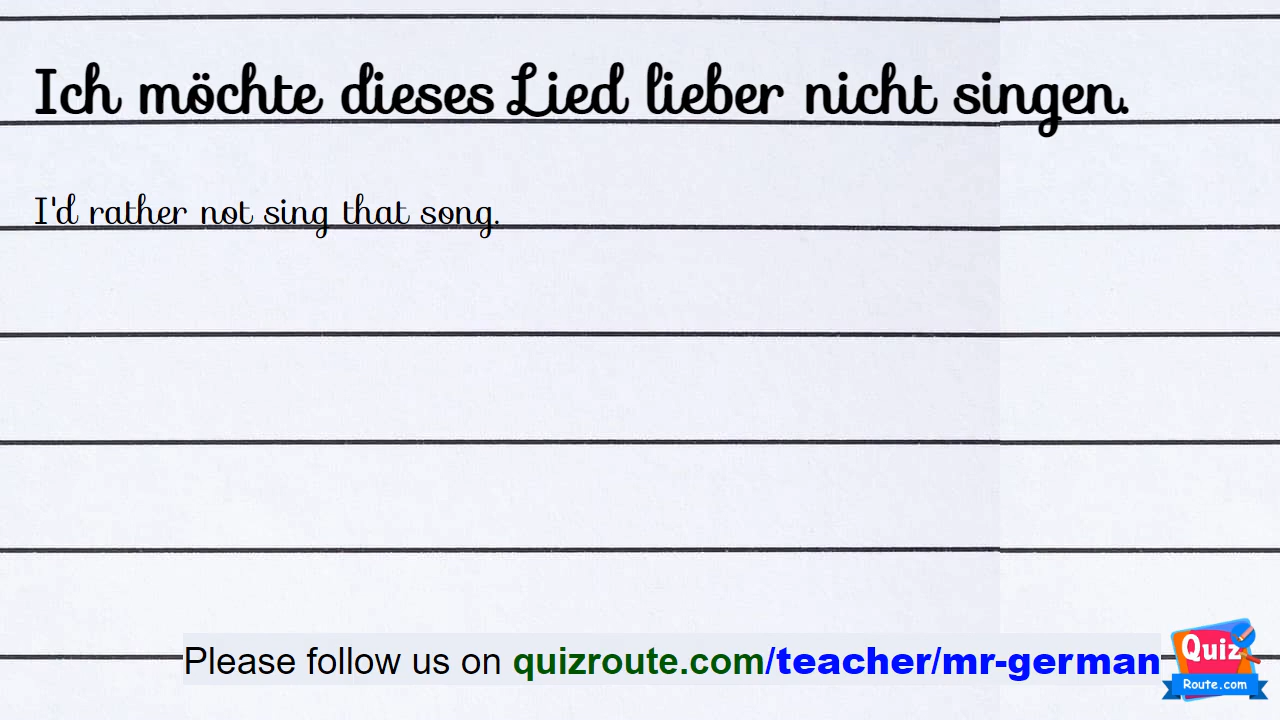 Ich möchte dieses Lied lieber nicht singen.
I'd rather not sing that song.
Please follow us on quizroute.com/teacher/mr-german
Quiz
Route.com